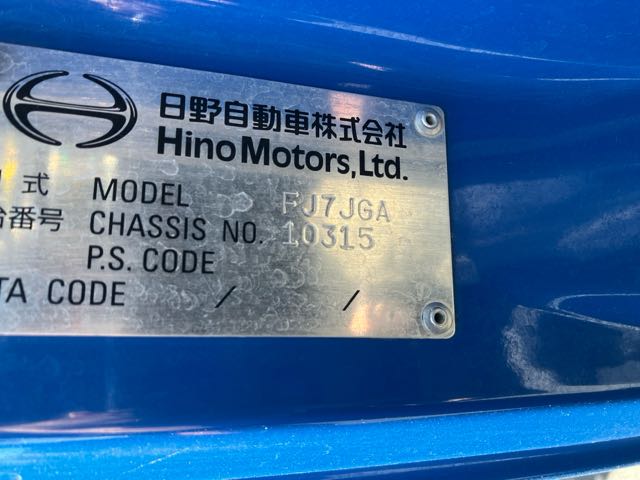 日野自動車株式会社
Hino Motors, Ltd.
式 MODEL FJ7JGA
台番号 CHASSIS NO. 10315
P.S. CODE
TA CODE / /